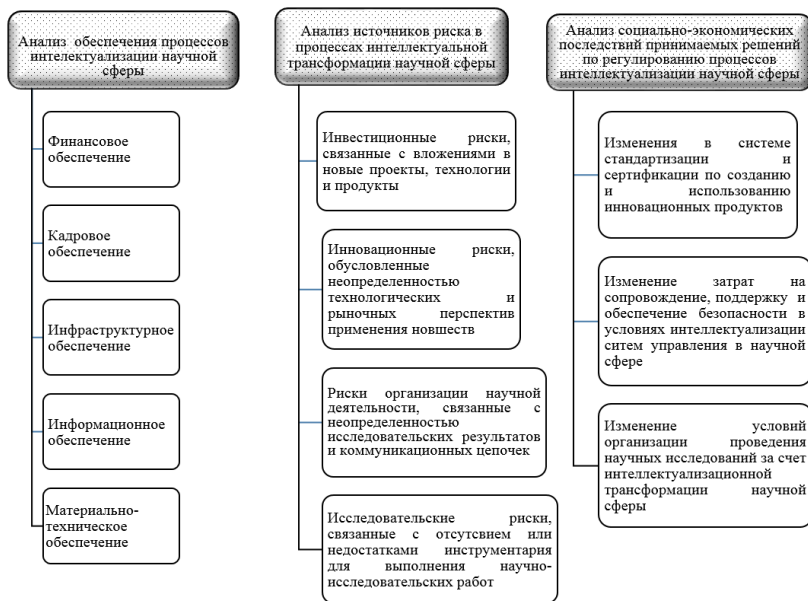 Анализ обеспечения процессов
интелектуализации научной
сферы
Финансовое
обеспечение
Кадровое
обеспечение
Инфраструктурное
обеспечение
Информационное
обеспечение
Материально-
техническое
обеспечение
Анализ источников риска в
процессах интеллектуальной
трансформации научной сферы
Инвестиционные риски,
связанные с вложениями в
новые проекты, технологии
и продукты
Инновационные риски,
обусловленные
неопределенностью
технологических и
рыночных перспектив
применения новшеств
Риски организации научной
деятельности, связанные с
неопределенностью
исследовательских результатов
и коммуникационных цепочек
Исследовательские риски,
связанные с отсутсвием или
недостатками инструментария
для выполнения научно-
исследовательских работ
Анализ социально-экономических
последствий принимаемых решений
по регулированию процессов
интеллектуализации научной сферы
Изменения в системе
стандартизации и
сертификации по созданию
и использованию
инновационных продуктов
Изменение затрат на
сопровождение, поддержку и
обеспечение безопасности в
условиях интеллектуализации
ситем управления в научной
сфере
Изменение условий
организации проведения
научных исследований за счет
интеллектуализационной
трансформации научной
сферы